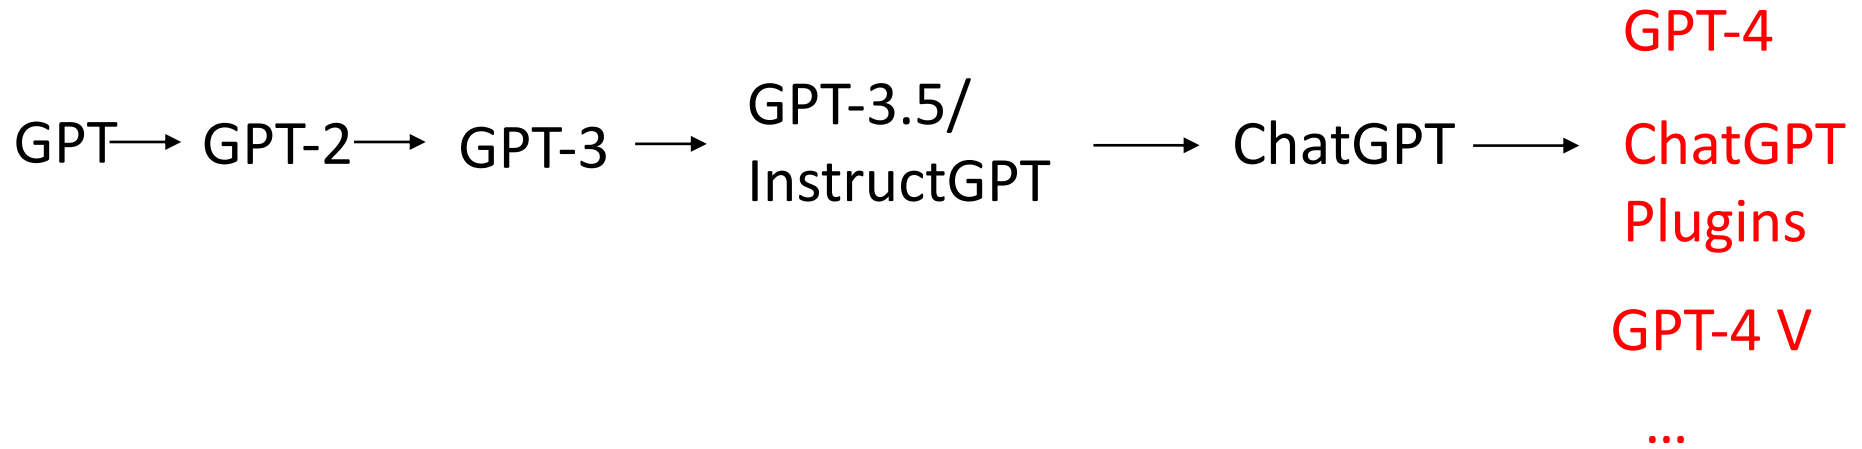 GPT
GPT-2
GPT-3
GPT-3.5/
InstructGPT
ChatGPT
GPT-4
ChatGPT
Plugins
GPT-4 V
...